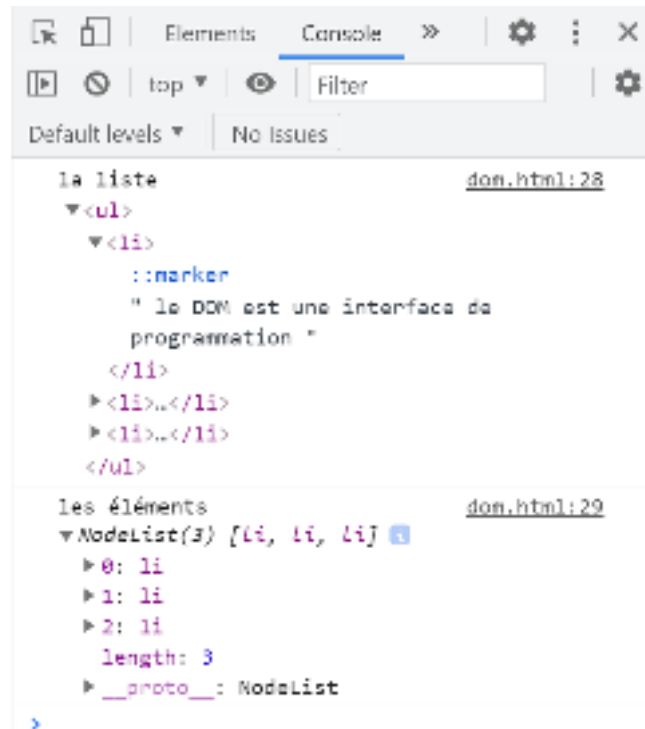 Elements Console »
top ▼ Filter
Default levels ▼ No Issues
la liste dom.html:28
▼<ul>
▼<li>
::marker
" le DOM est une interface de
programmation "
</li>
▶<li>…</li>
▶<li>…</li>
</ul>
les éléments dom.html:29
▼NodeList(3) [li, li, li] i
▶0: li
▶1: li
▶2: li
length: 3
▶__proto__: NodeList
>